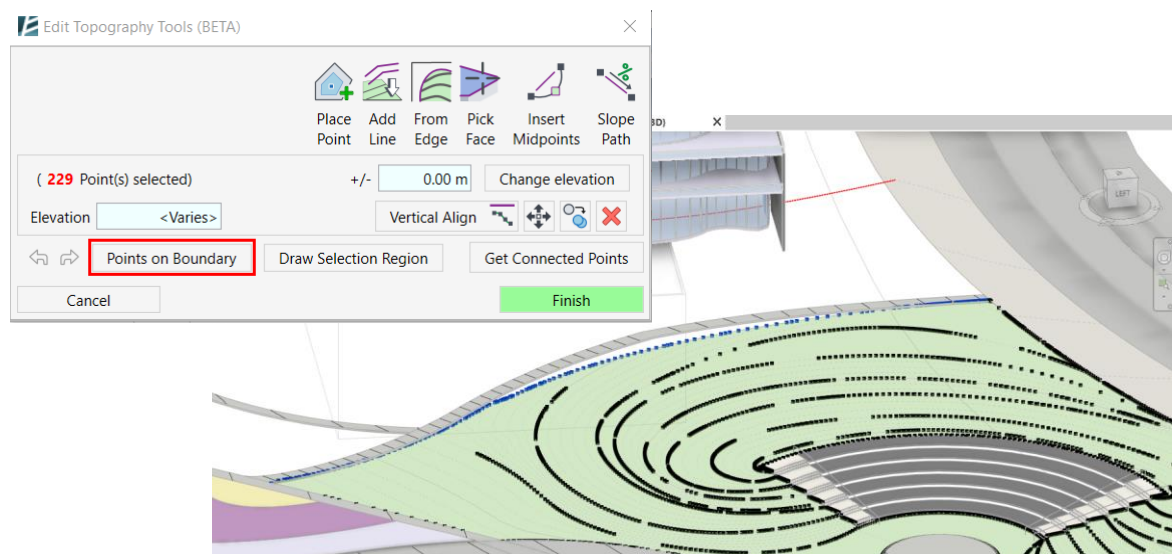 Edit Topography Tools (BETA)
Place Point
Add Line
From Edge
Pick Face
Insert Midpoints
Slope Path
( 229 Point(s) selected)
+/-
0.00 m
Change elevation
Elevation
<Varies>
Vertical Align
Points on Boundary
Draw Selection Region
Get Connected Points
Cancel
Finish
3D)
LEFT